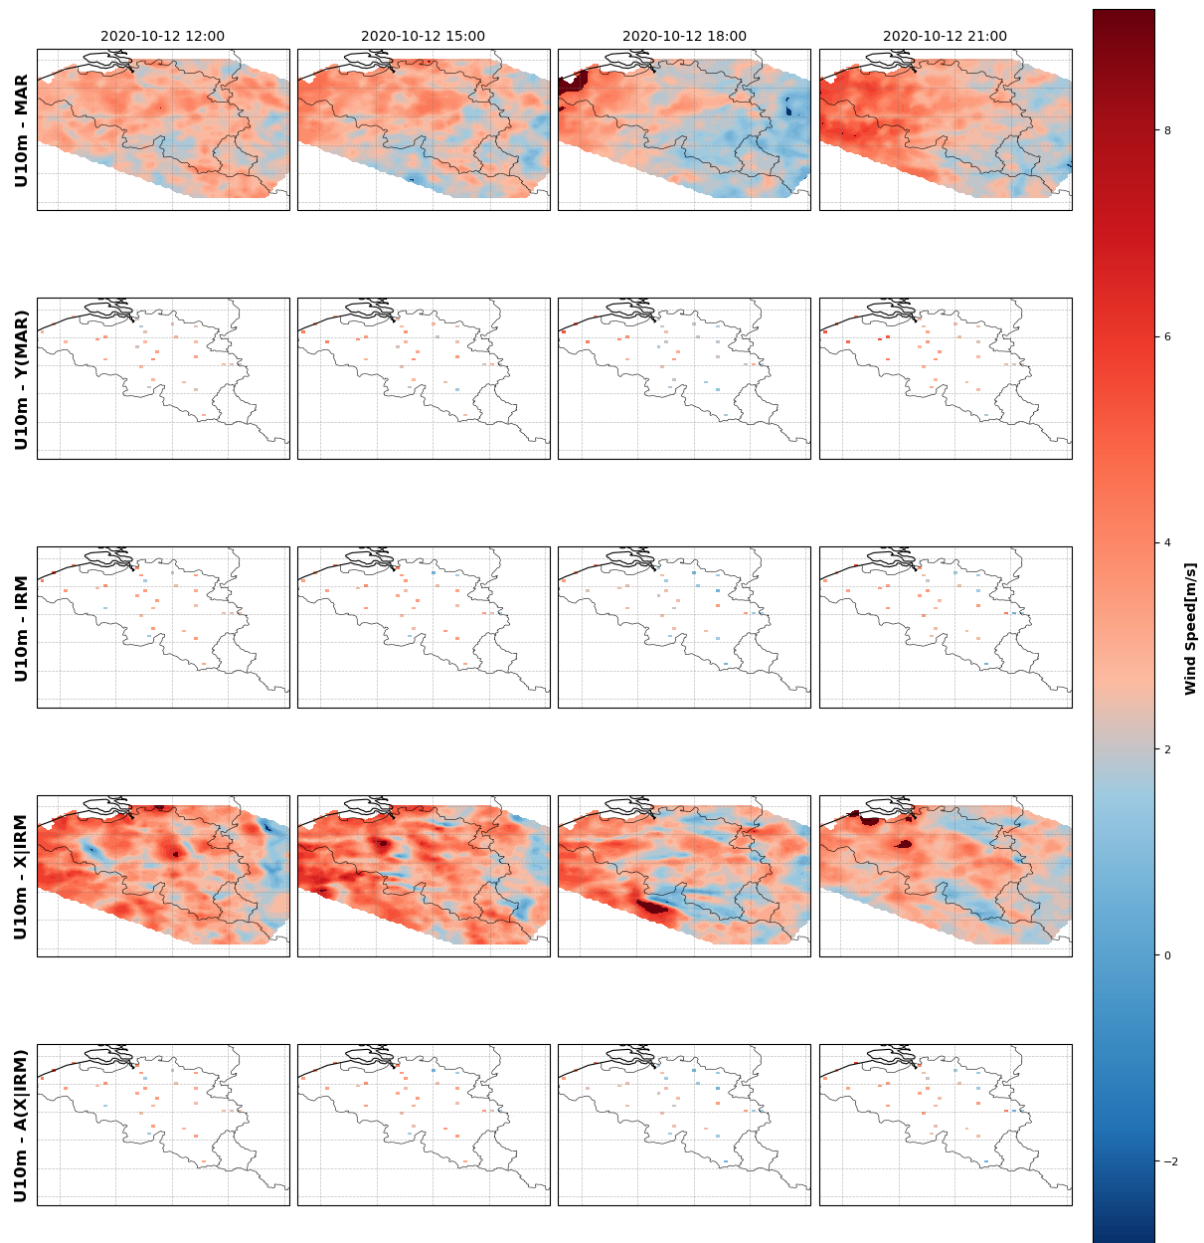 2020-10-12 12:00
2020-10-12 15:00
2020-10-12 18:00
2020-10-12 21:00
U10m - MAR
U10m - Y(MAR)
U10m - IRM
U10m - X|IRM
U10m - A(X|IRM)
8
6
4
2
0
−2
Wind Speed[m/s]